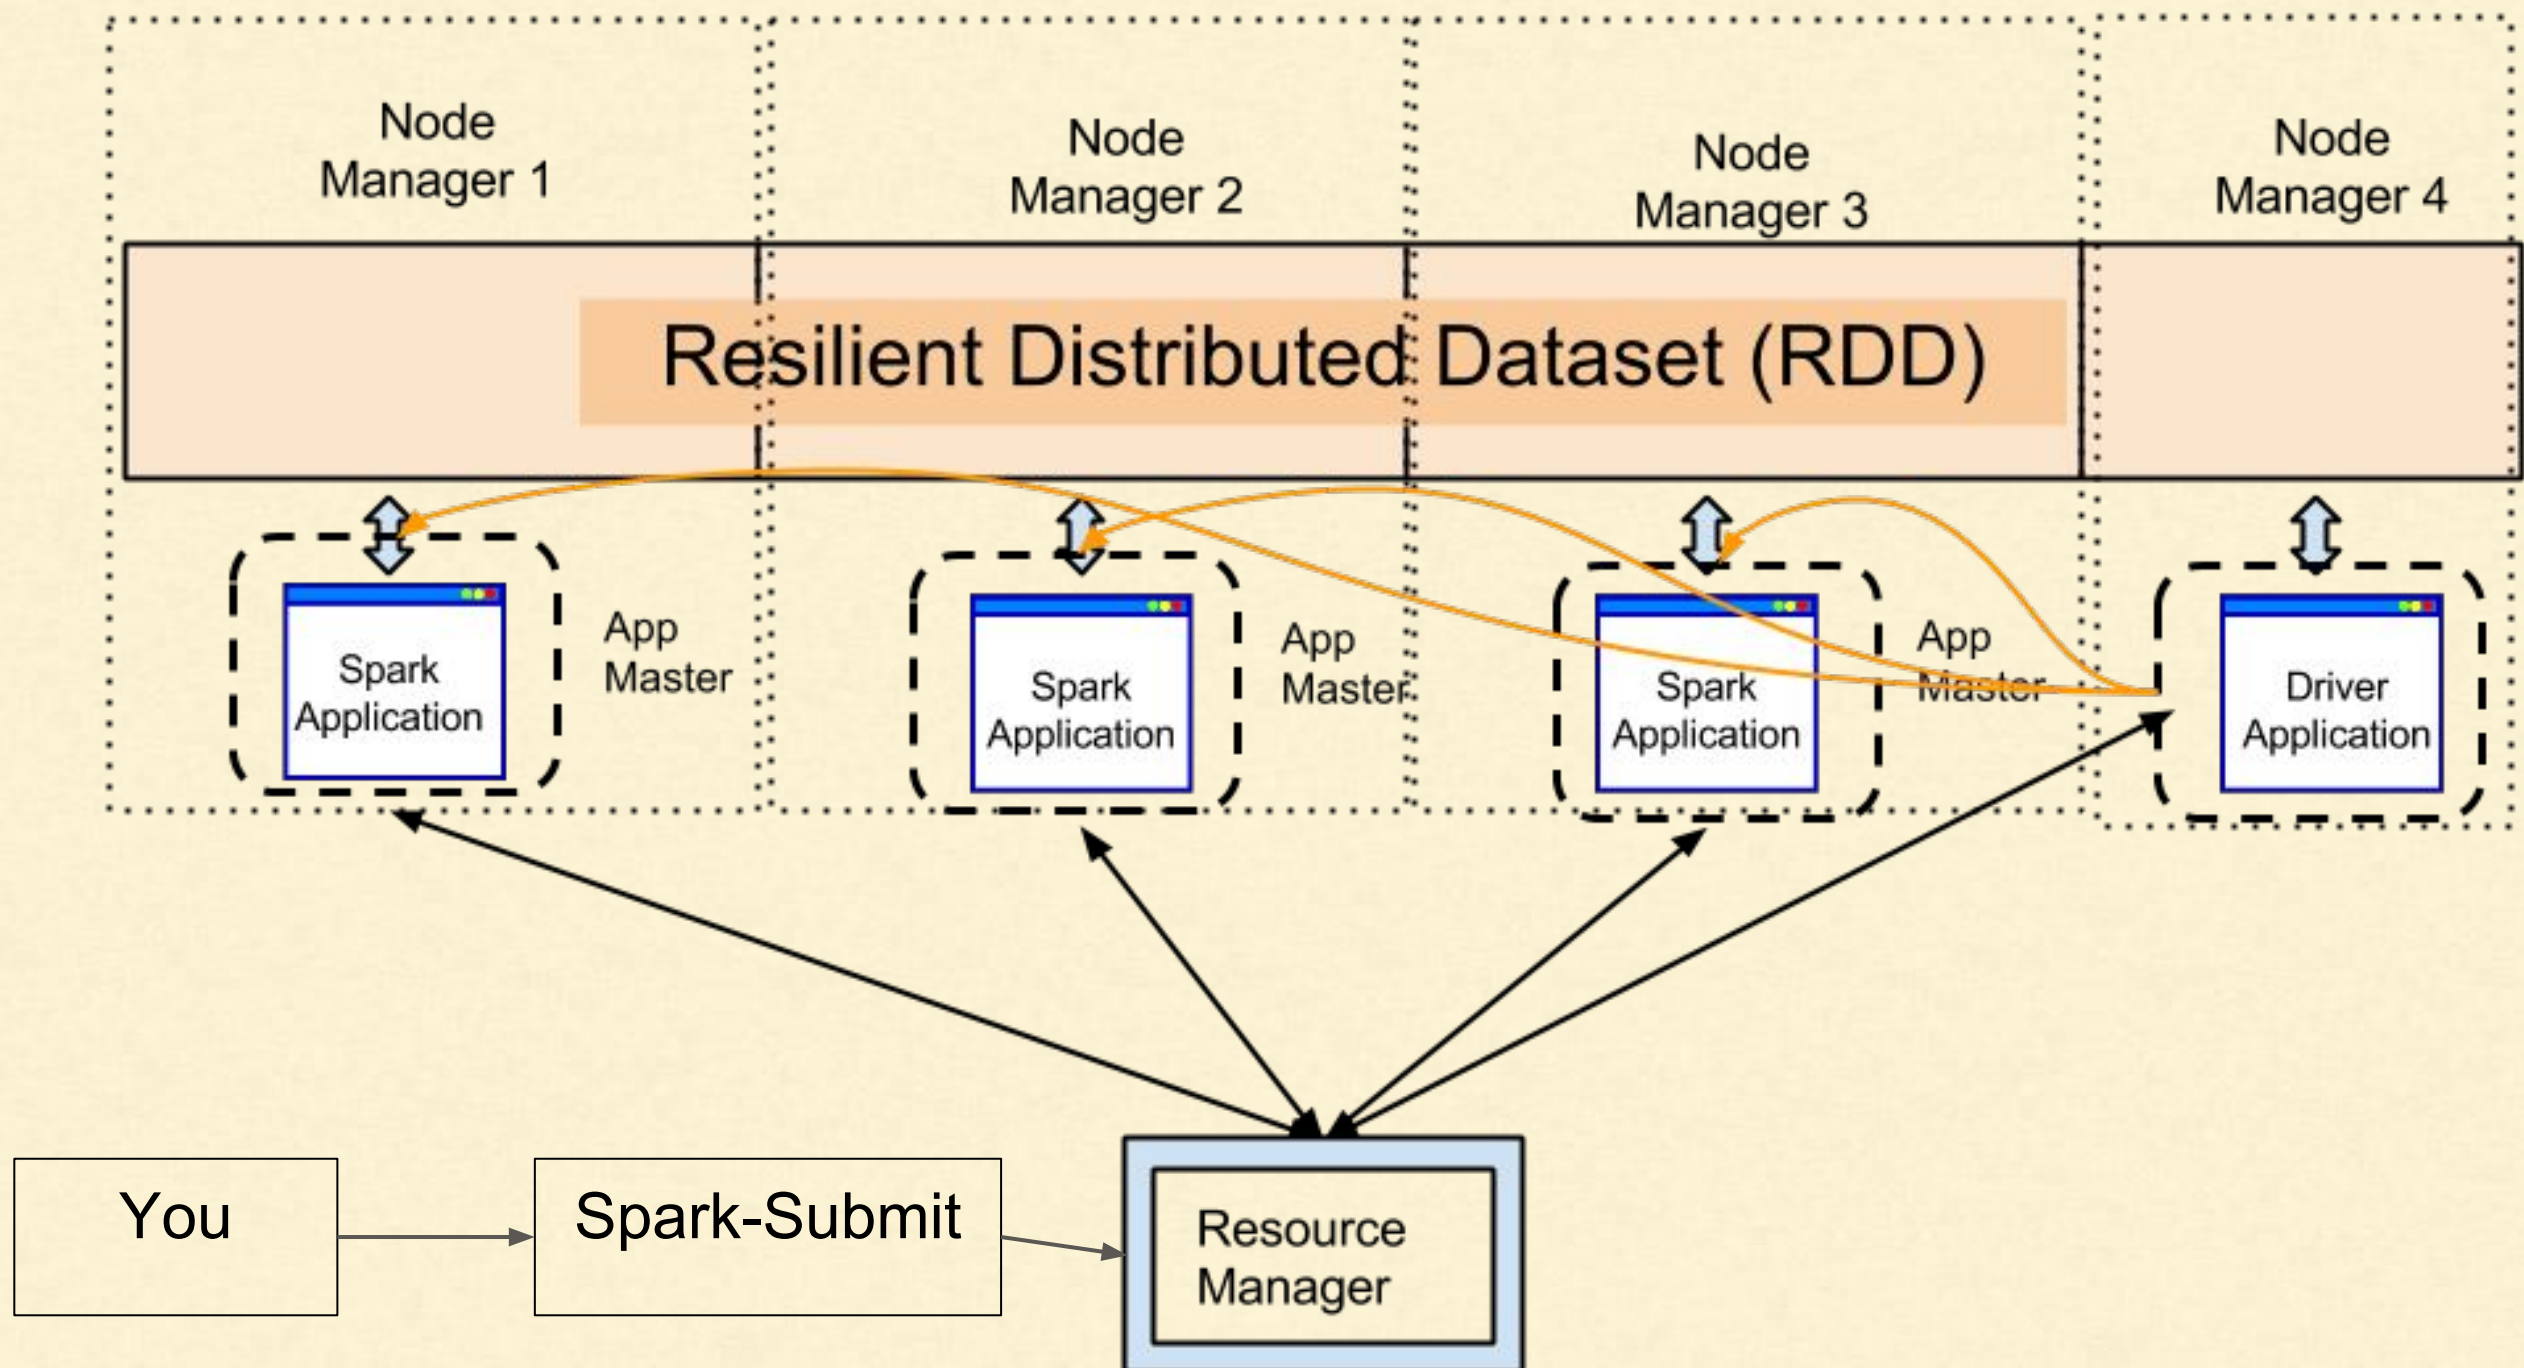 Node
Manager 1
Node
Manager 2
Node
Manager 3
Node
Manager 4
Resilient Distributed Dataset (RDD)
Spark
Application
App
Master
Spark
Application
App
Master
Spark
Application
App
Master
Driver
Application
You
Spark-Submit
Resource
Manager